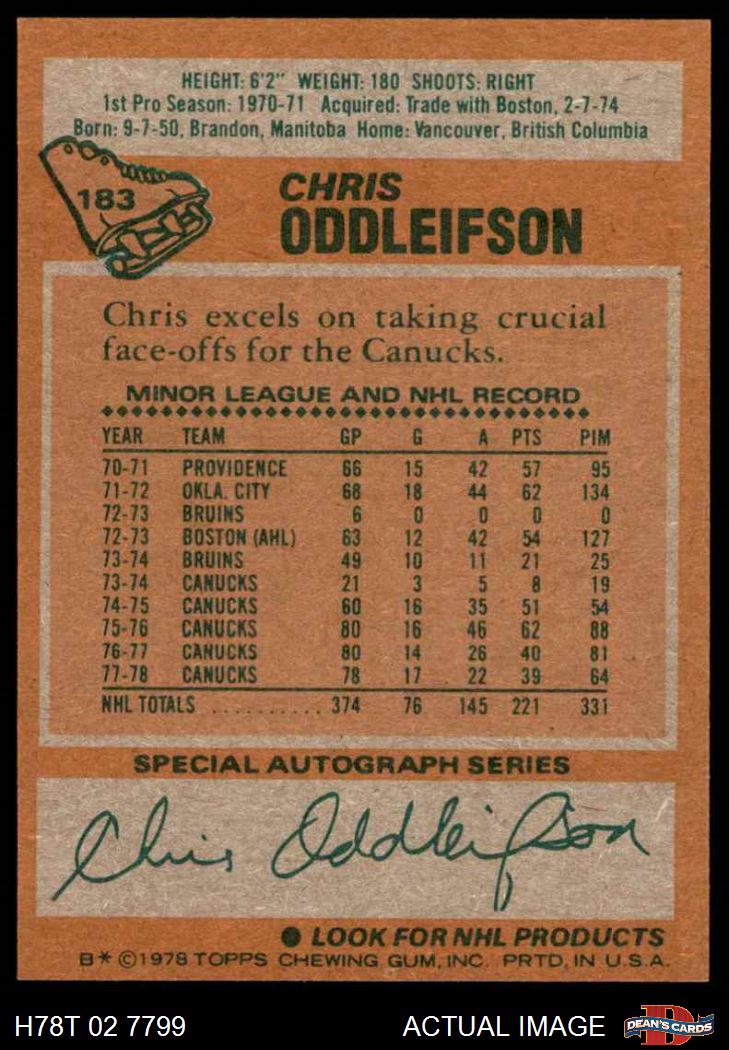 HEIGHT: 6'2" WEIGHT: 180 SHOOTS: RIGHT
1st Pro Season: 1970-71 Acquired: Trade with Boston, 2-7-74
Born: 9-7-50, Brandon, Manitoba Home: Vancouver, British Columbia
183
CHRIS
ODDLEIFSON
Chris excels on taking crucial
face-offs for the Canucks.
MINOR LEAGUE AND NHL RECORD
YEAR TEAM GP G A PTS PIM
70-71 PROVIDENCE 66 15 42 57 95
71-72 OKLA. CITY 68 18 44 62 134
72-73 BRUINS 6 0 0 0 0
72-73 BOSTON (AHL) 63 12 42 54 127
73-74 BRUINS 49 10 11 21 25
73-74 CANUCKS 21 3 5 8 19
74-75 CANUCKS 60 16 35 51 54
75-76 CANUCKS 80 16 46 62 88
76-77 CANUCKS 80 14 26 40 81
77-78 CANUCKS 78 17 22 39 64
NHL TOTALS .......... 374 76 145 221 331
SPECIAL AUTOGRAPH SERIES
Chris Oddleifson
● LOOK FOR NHL PRODUCTS
B* ©1978 TOPPS CHEWING GUM, INC. PRTD. IN U.S.A.
H78T 02 7799 ACTUAL IMAGE D DEAN'S CARDS